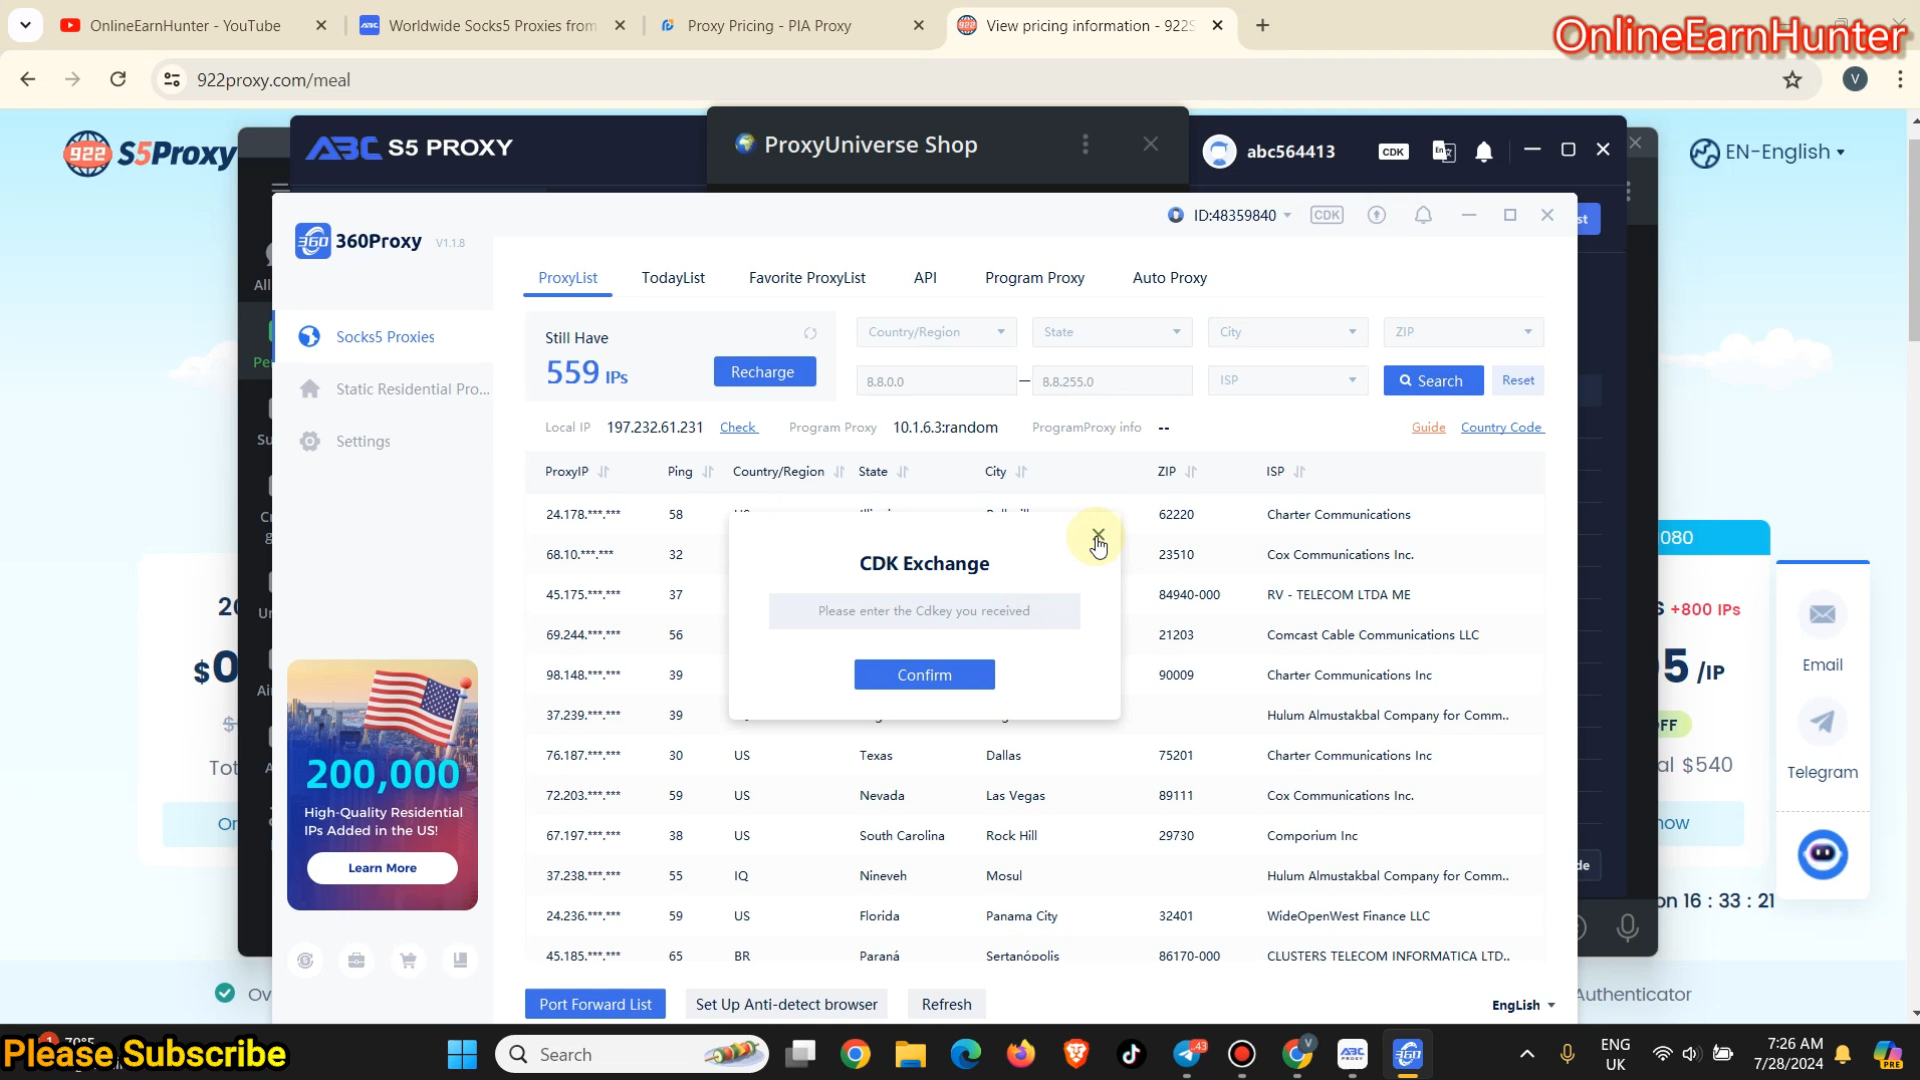 OnlineEarnHunter - YouTube
Worldwide Socks5 Proxies from
Proxy Pricing - PIA Proxy
View pricing information - 922S
OnlineEarnHunter
922proxy.com/meal
V
922 S5Proxy
ABC S5 PROXY
ProxyUniverse Shop
abc564413
CDK
EN-English
360Proxy V1.1.8
ID:48359840
CDK
ProxyList TodayList Favorite ProxyList API Program Proxy Auto Proxy
Socks5 Proxies
Static Residential Pro...
Settings
Still Have
559 IPs
Recharge
Country/Region State City ZIP
8.8.0.0 — 8.8.255.0 ISP Search Reset
Local IP 197.232.61.231 Check Program Proxy 10.1.6.3:random ProgramProxy info -- Guide Country Code
ProxyIP Ping Country/Region State City ZIP ISP
24.178.***.*** 58 62220 Charter Communications
68.10.***.*** 32 23510 Cox Communications Inc.
45.175.***.*** 37 84940-000 RV - TELECOM LTDA ME
69.244.***.*** 56 21203 Comcast Cable Communications LLC
98.148.***.*** 39 90009 Charter Communications Inc
37.239.***.*** 39 Hulum Almustakbal Company for Comm..
76.187.***.*** 30 US Texas Dallas 75201 Charter Communications Inc
72.203.***.*** 59 US Nevada Las Vegas 89111 Cox Communications Inc.
67.197.***.*** 38 US South Carolina Rock Hill 29730 Comporium Inc
37.238.***.*** 55 IQ Nineveh Mosul Hulum Almustakbal Company for Comm..
24.236.***.*** 59 US Florida Panama City 32401 WideOpenWest Finance LLC
45.185.***.*** 65 BR Paraná Sertanópolis 86170-000 CLUSTERS TELECOM INFORMATICA LTD..
CDK Exchange
Please enter the Cdkey you received
Confirm
200,000
High-Quality Residential
IPs Added in the US!
Learn More
Port Forward List
Set Up Anti-detect browser
Refresh
English
080
+800 IPs
5 /IP
$540
Email
Telegram
on 16 : 33 : 21
Authenticator
Please Subscribe
Search
43
ENG
UK
7:26 AM
7/28/2024